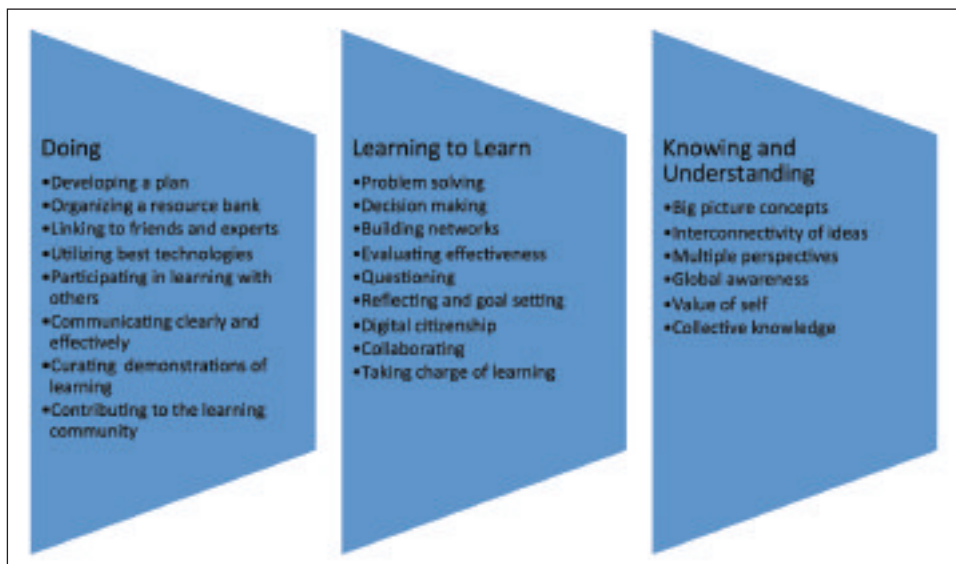 Doing
•Developing a plan
•Organizing a resource bank
•Linking to friends and experts
•Utilizing best technologies
•Participating in learning with
others
•Communicating clearly and
effectively
•Curating demonstrations of
learning
•Contributing to the learning
community
Learning to Learn
•Problem solving
•Decision making
•Building networks
•Evaluating effectiveness
•Questioning
•Reflecting and goal setting
•Digital citizenship
•Collaborating
•Taking charge of learning
Knowing and
Understanding
•Big picture concepts
•Interconnectivity of ideas
•Multiple perspectives
•Global awareness
•Value of self
•Collective knowledge